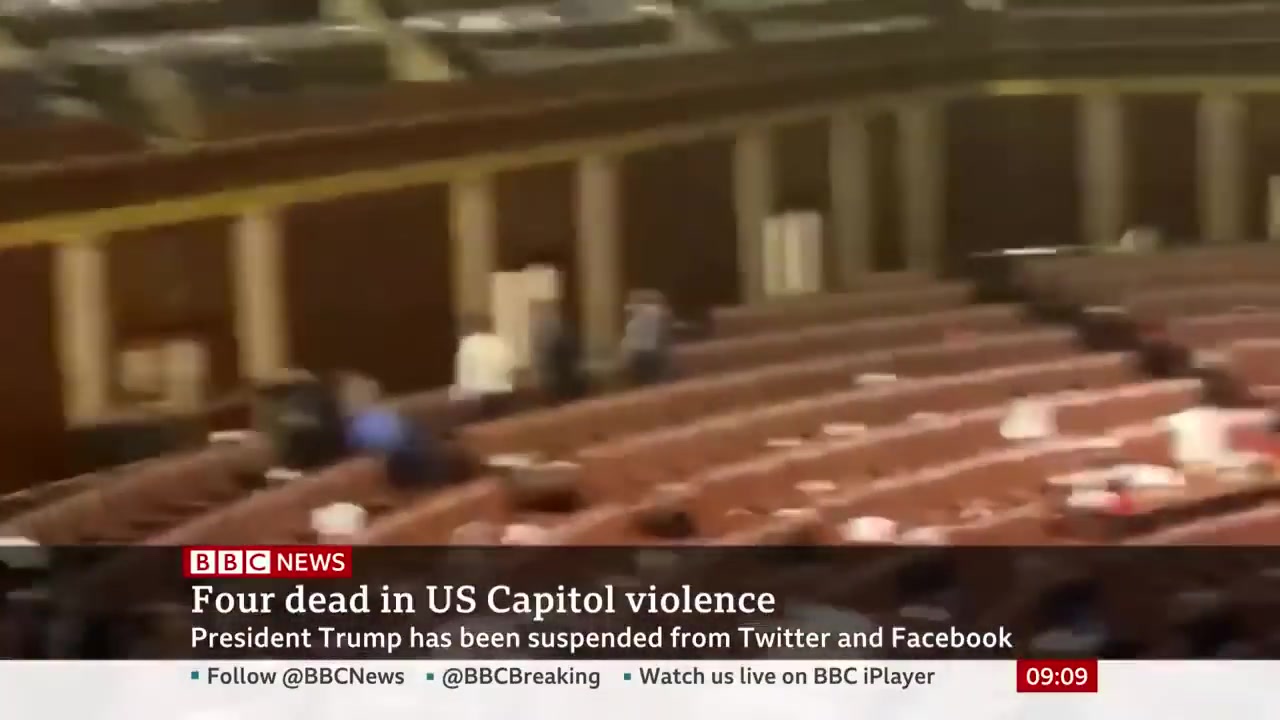 BBC NEWS
Four dead in US Capitol violence
President Trump has been suspended from Twitter and Facebook
Follow @BBCNews @BBCBreaking Watch us live on BBC iPlayer 09:09